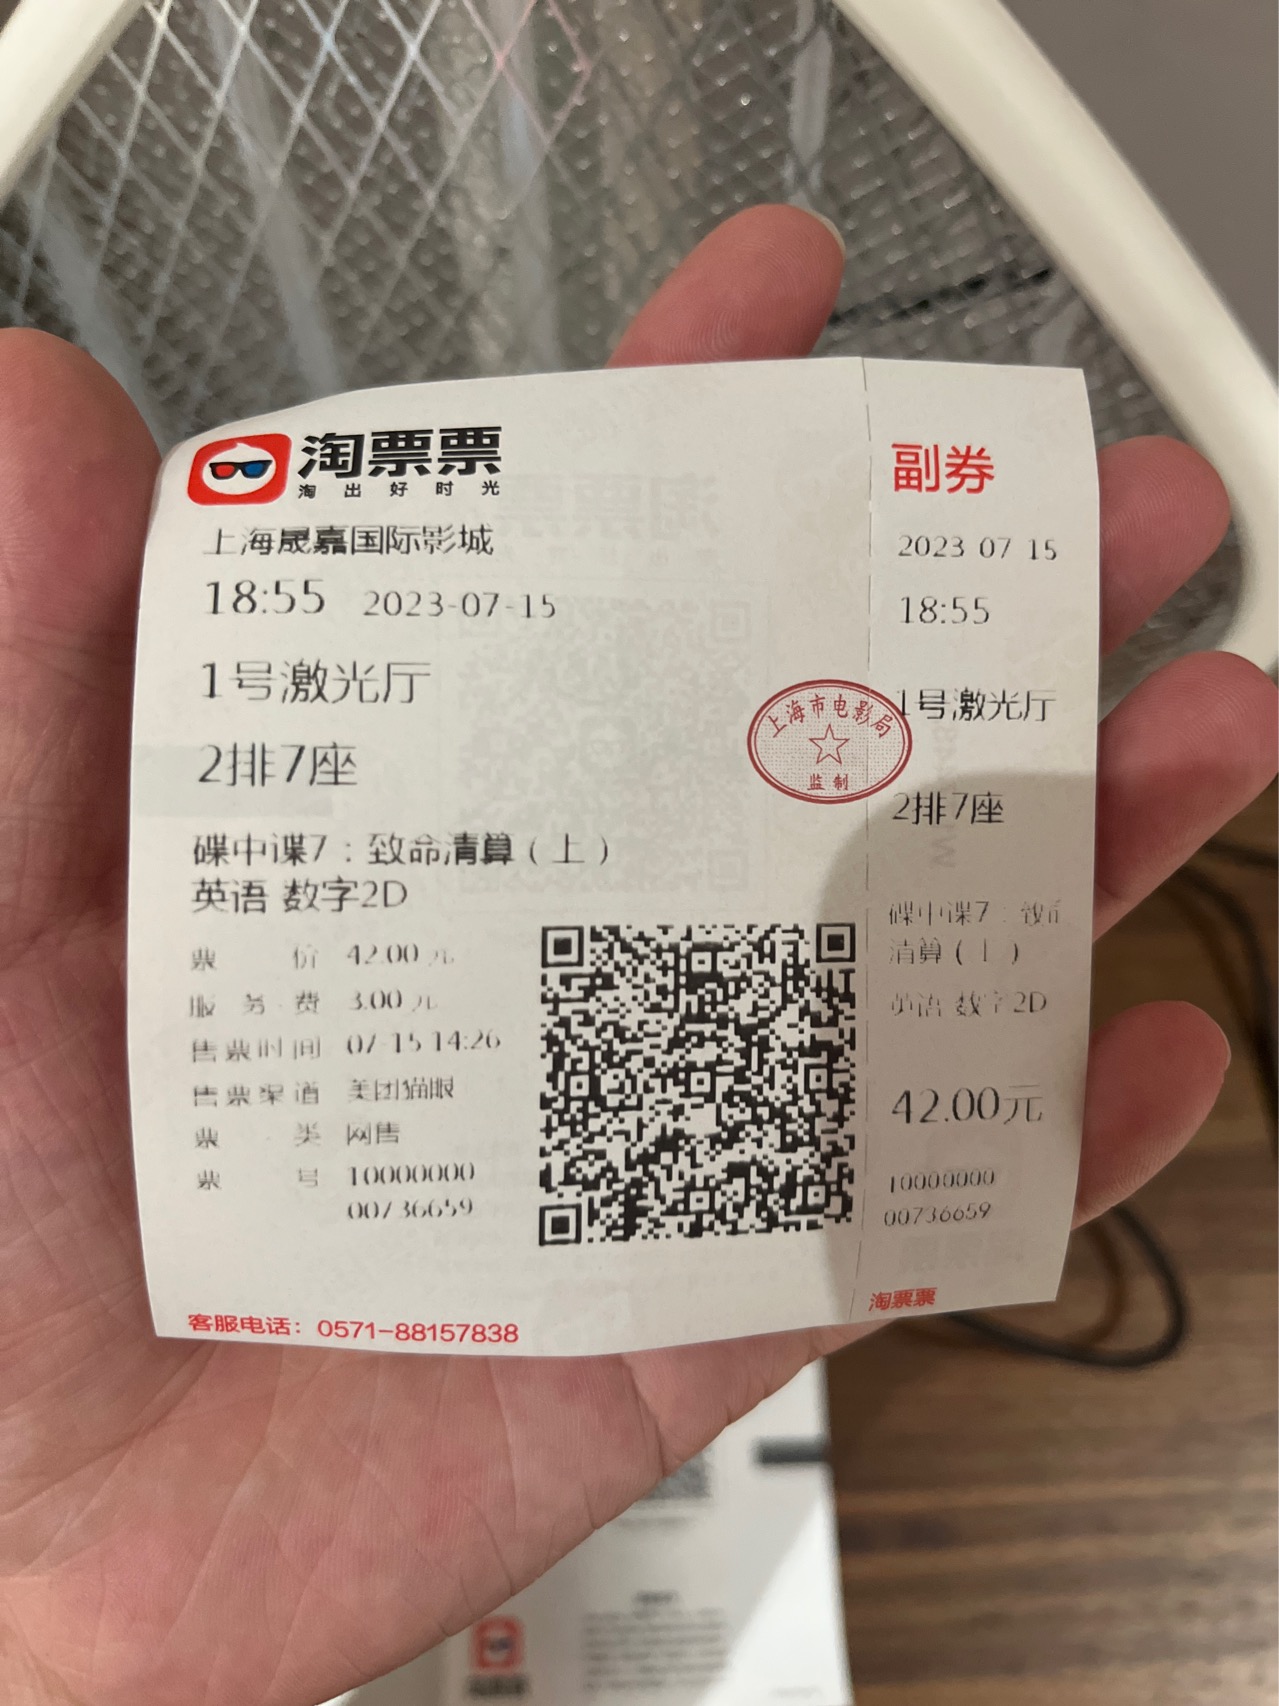 淘票票
淘出好时光
上海晟嘉国际影城
18:55 2023-07-15
1号激光厅
2排7座
碟中谍7：致命清算（上）
英语 数字2D
票价 42.00元
服务费 3.00元
售票时间 07-15 14:26
售票渠道 美团猫眼
票类 网售
票号 10000000
00736659
客服电话：0571-88157838
上海市电影局
监制
副券
2023 07 15
18:55
1号激光厅
2排7座
碟中谍7：致
清算（上）
英语 数字2D
42.00元
10000000
00736659
淘票票